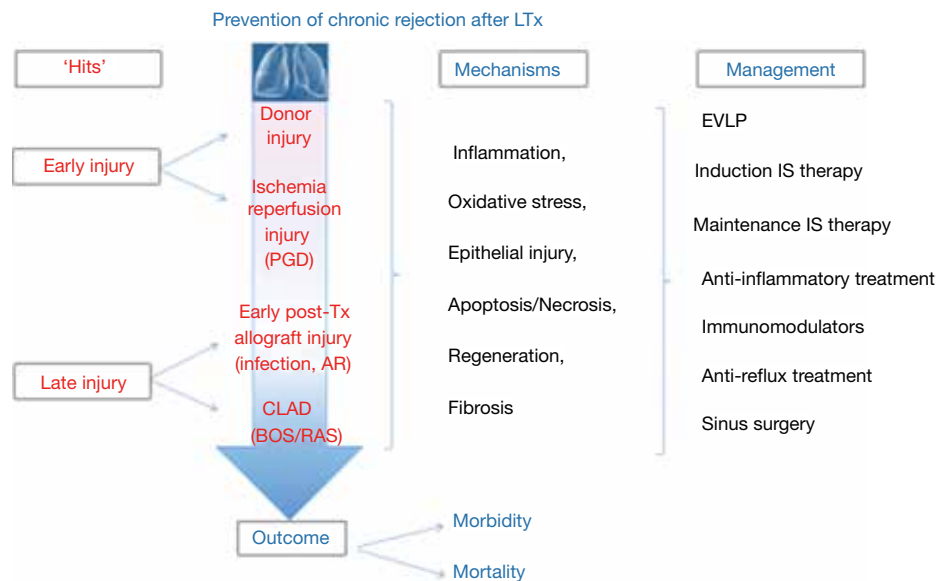 Prevention of chronic rejection after LTx
'Hits'
Mechanisms
Management
Early injury
Late injury
Donor
injury
Ischemia
reperfusion
injury
(PGD)
Early post-Tx
allograft injury
(infection, AR)
CLAD
(BOS/RAS)
Inflammation,
Oxidative stress,
Epithelial injury,
Apoptosis/Necrosis,
Regeneration,
Fibrosis
EVLP
Induction IS therapy
Maintenance IS therapy
Anti-inflammatory treatment
Immunomodulators
Anti-reflux treatment
Sinus surgery
Outcome
Morbidity
Mortality